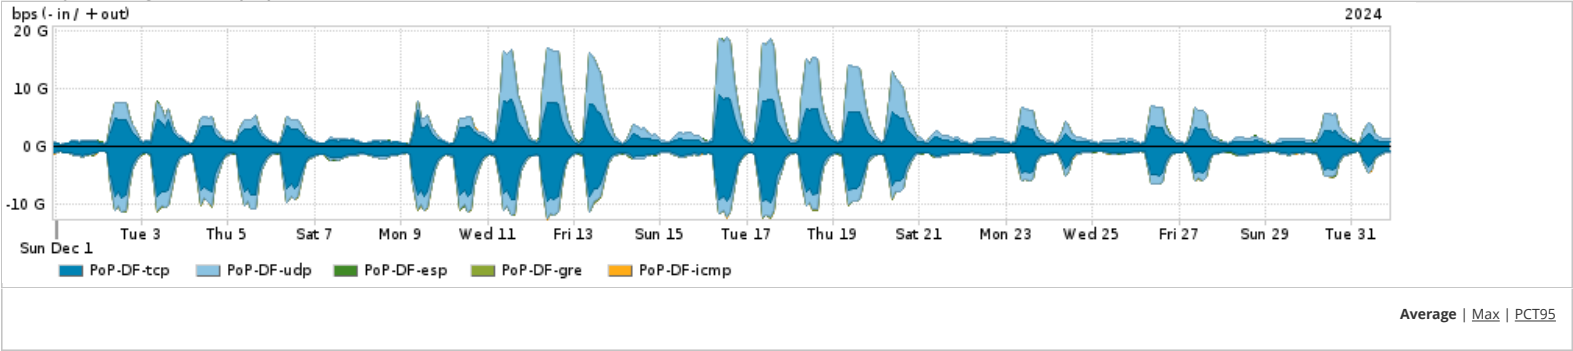 bps (- in / + out)
2024
20 G
10 G
0 G
-10 G
Tue 3 Thu 5 Sat 7 Mon 9 Wed 11 Fri 13 Sun 15 Tue 17 Thu 19 Sat 21 Mon 23 Wed 25 Fri 27 Sun 29 Tue 31
Sun Dec 1
PoP-DF-tcp PoP-DF-udp PoP-DF-esp PoP-DF-gre PoP-DF-icmp
Average | Max | PCT95